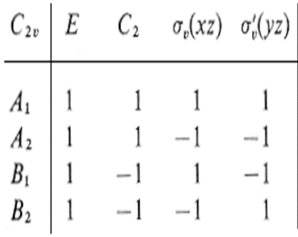 C₂ᵥ E C₂ σᵥ(xz) σ′ᵥ(yz)
A₁ 1 1 1 1
A₂ 1 1 −1 −1
B₁ 1 −1 1 −1
B₂ 1 −1 −1 1